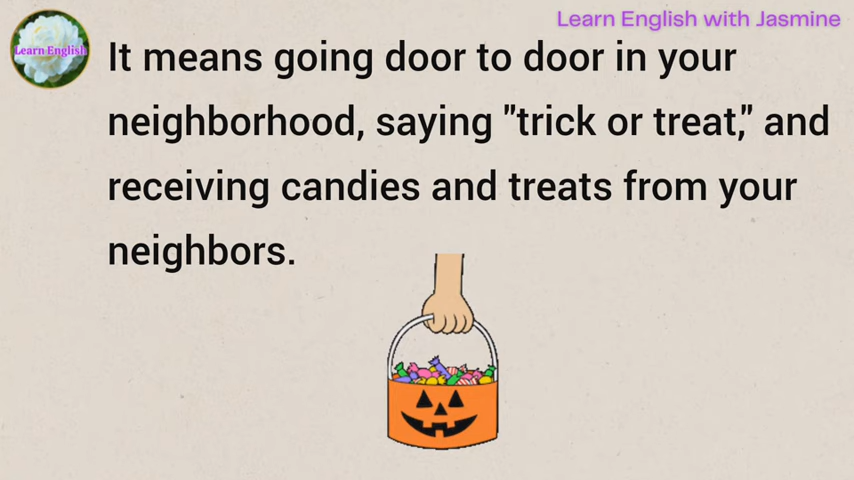 Learn English with Jasmine
Learn English
It means going door to door in your
neighborhood, saying "trick or treat," and
receiving candies and treats from your
neighbors.